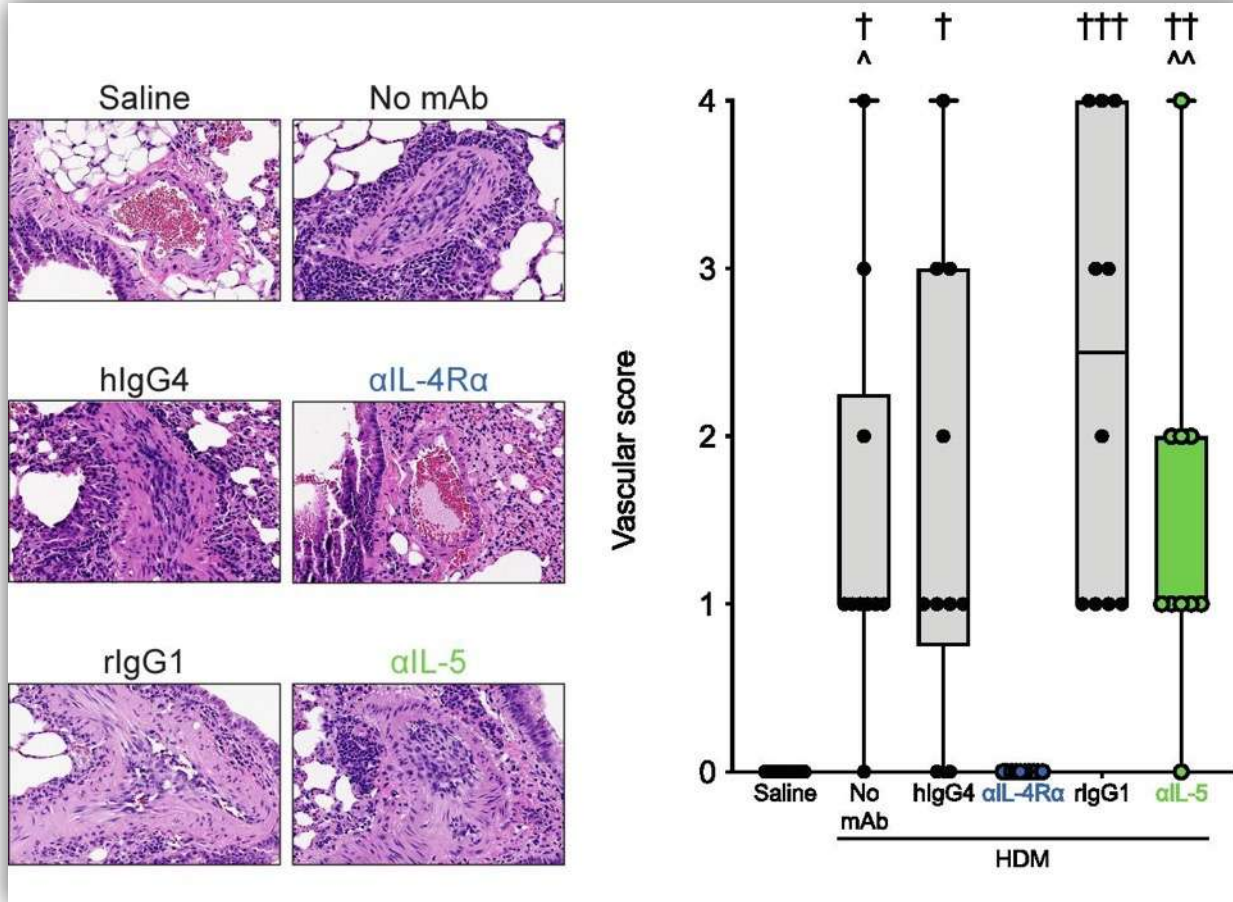 Saline
No mAb
hIgG4
αIL-4Rα
rIgG1
αIL-5
† † ††† ††
^ ^^
Vascular score
4
3
2
1
0
Saline
No
mAb
hIgG4
αIL-4Rα
rIgG1
αIL-5
HDM